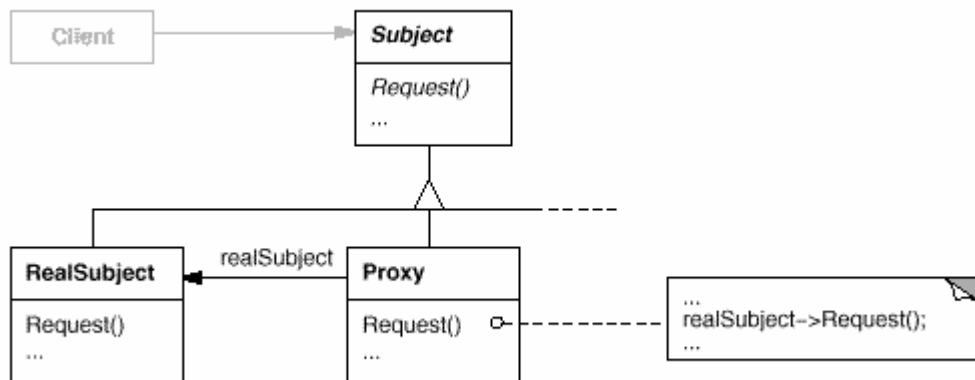 Client
Subject
Request()
...
RealSubject
Request()
...
realSubject
Proxy
Request()
...
...
realSubject->Request();
...